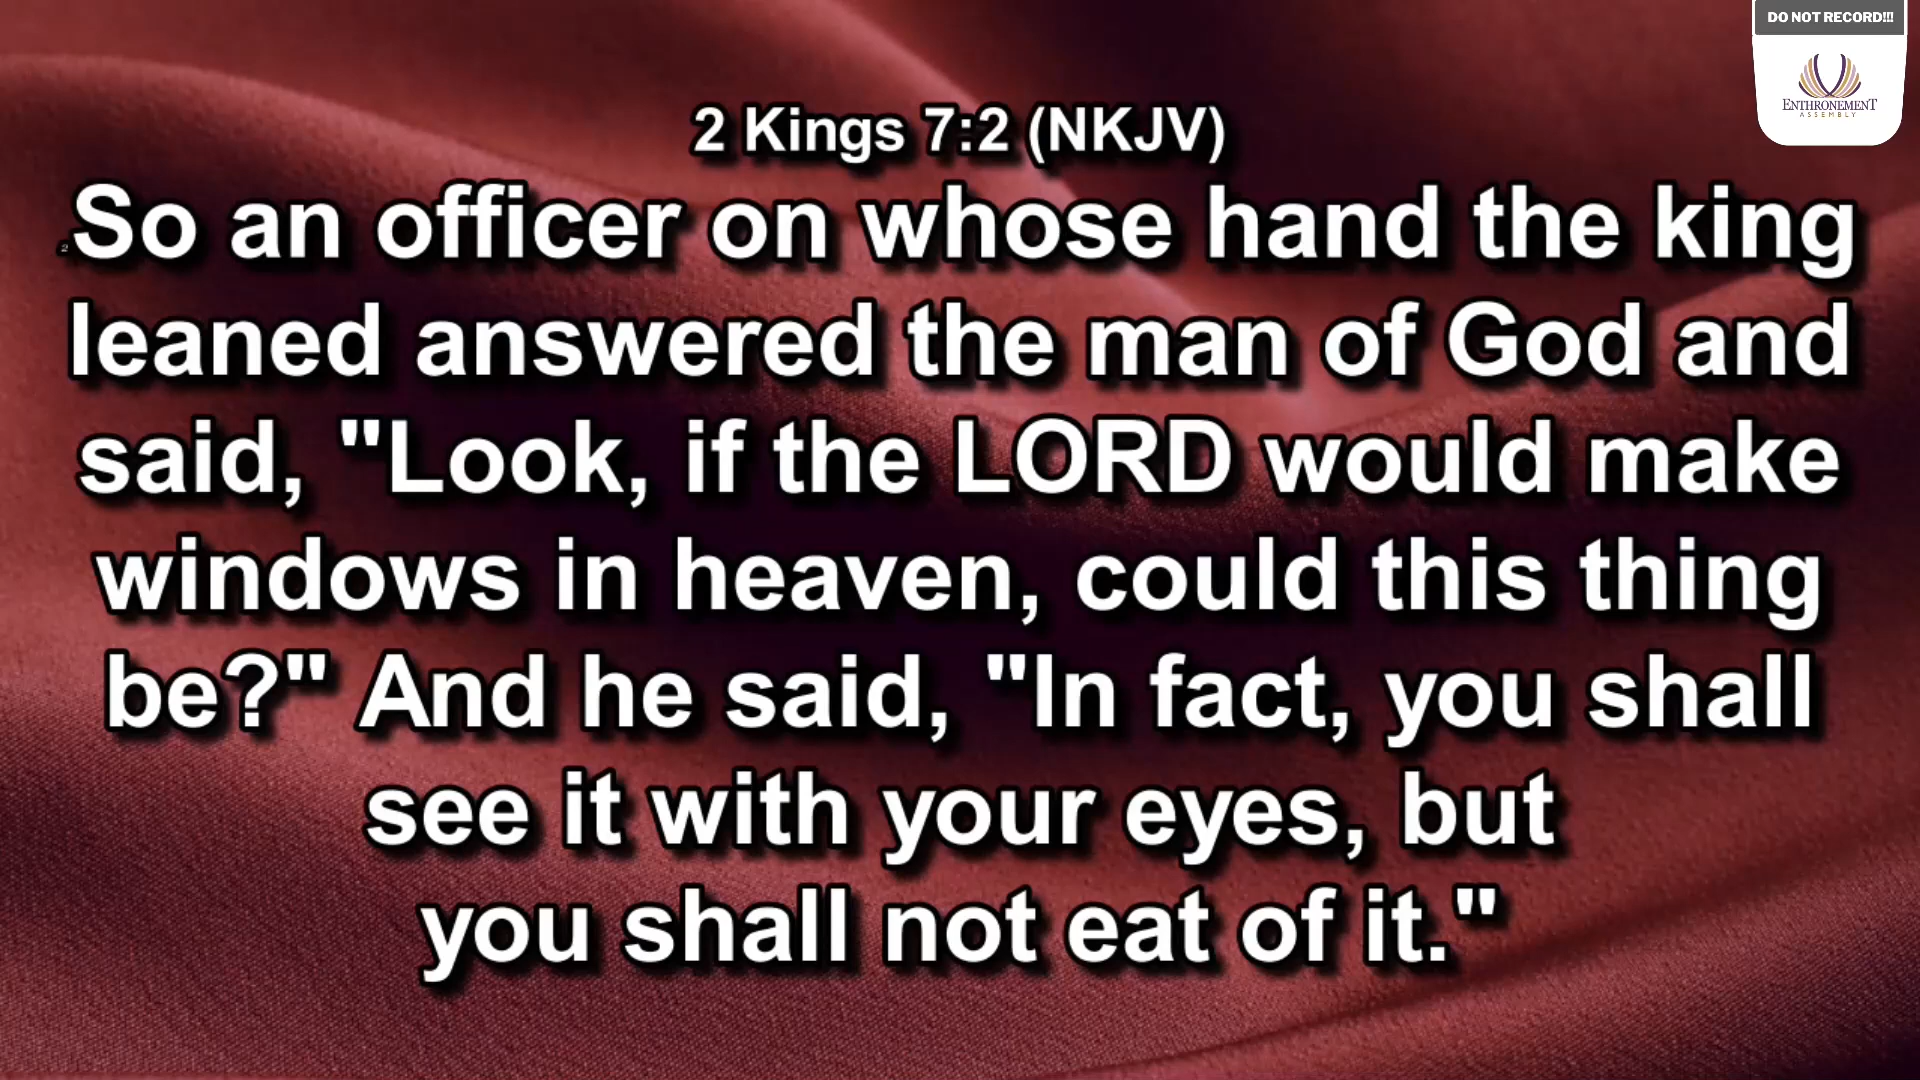 DO NOT RECORD!!!
ENTHRONEMENT
ASSEMBLY
2 Kings 7:2 (NKJV)
2 So an officer on whose hand the king
leaned answered the man of God and
said, "Look, if the LORD would make
windows in heaven, could this thing
be?" And he said, "In fact, you shall
see it with your eyes, but
you shall not eat of it."